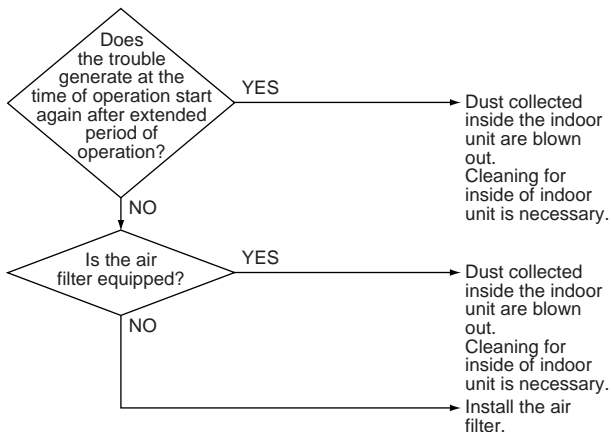 Does
the trouble
generate at the
time of operation start
again after extended
period of
operation?
YES
Dust collected
inside the indoor
unit are blown
out.
Cleaning for
inside of indoor
unit is necessary.
NO
Is the air
filter equipped?
YES
Dust collected
inside the indoor
unit are blown
out.
Cleaning for
inside of indoor
unit is necessary.
NO
Install the air
filter.